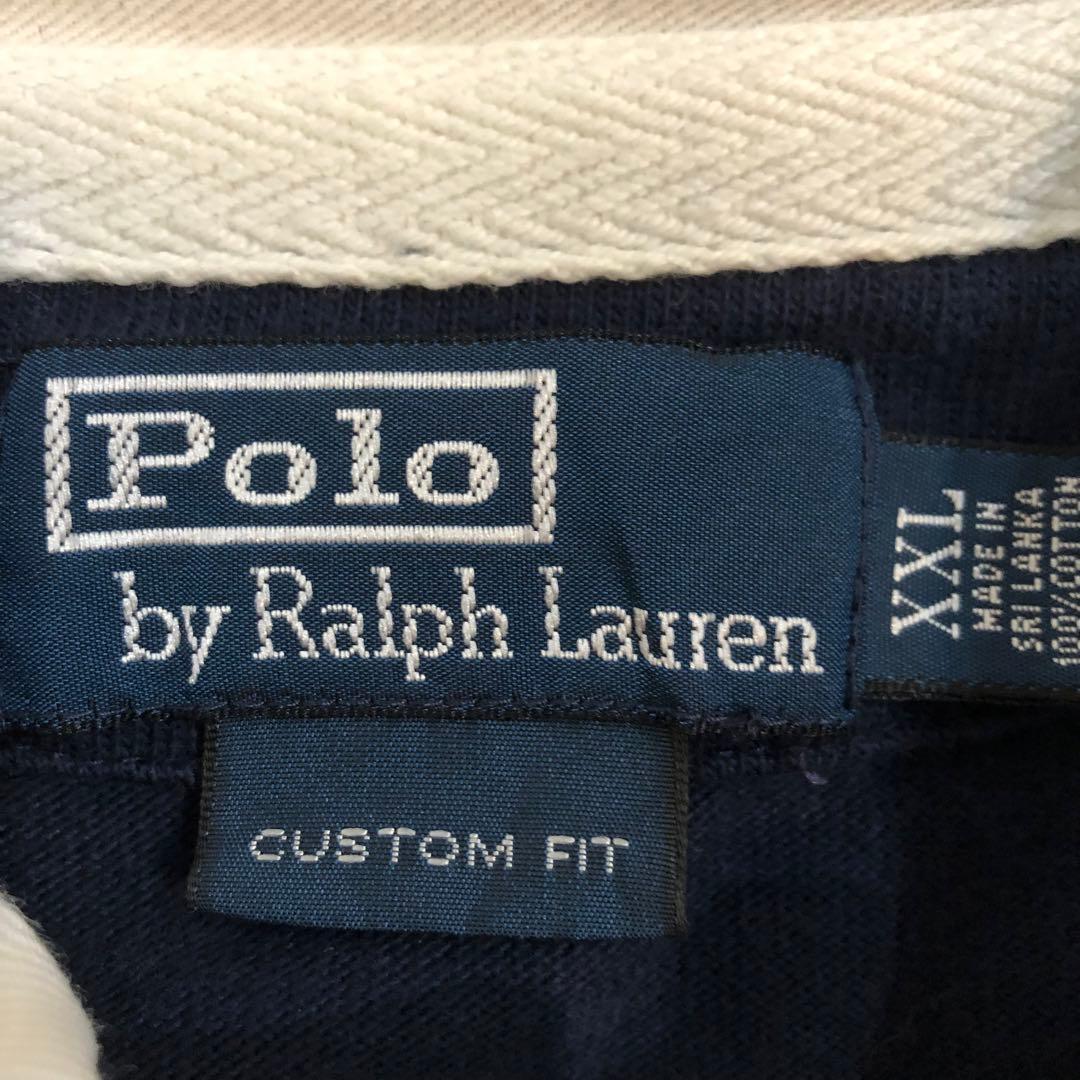 Polo
by Ralph Lauren
CUSTOM FIT
XXL
MADE IN
SRI LANKA
100% COTTON